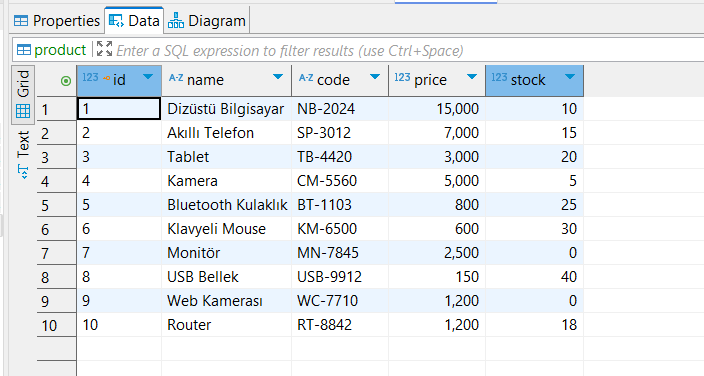 Properties Data Diagram
product Enter a SQL expression to filter results (use Ctrl+Space)
Grid
Text
123 id A-Z name A-Z code 123 price 123 stock
1 1 Dizüstü Bilgisayar NB-2024 15,000 10
2 2 Akıllı Telefon SP-3012 7,000 15
3 3 Tablet TB-4420 3,000 20
4 4 Kamera CM-5560 5,000 5
5 5 Bluetooth Kulaklık BT-1103 800 25
6 6 Klavyeli Mouse KM-6500 600 30
7 7 Monitör MN-7845 2,500 0
8 8 USB Bellek USB-9912 150 40
9 9 Web Kamerası WC-7710 1,200 0
10 10 Router RT-8842 1,200 18